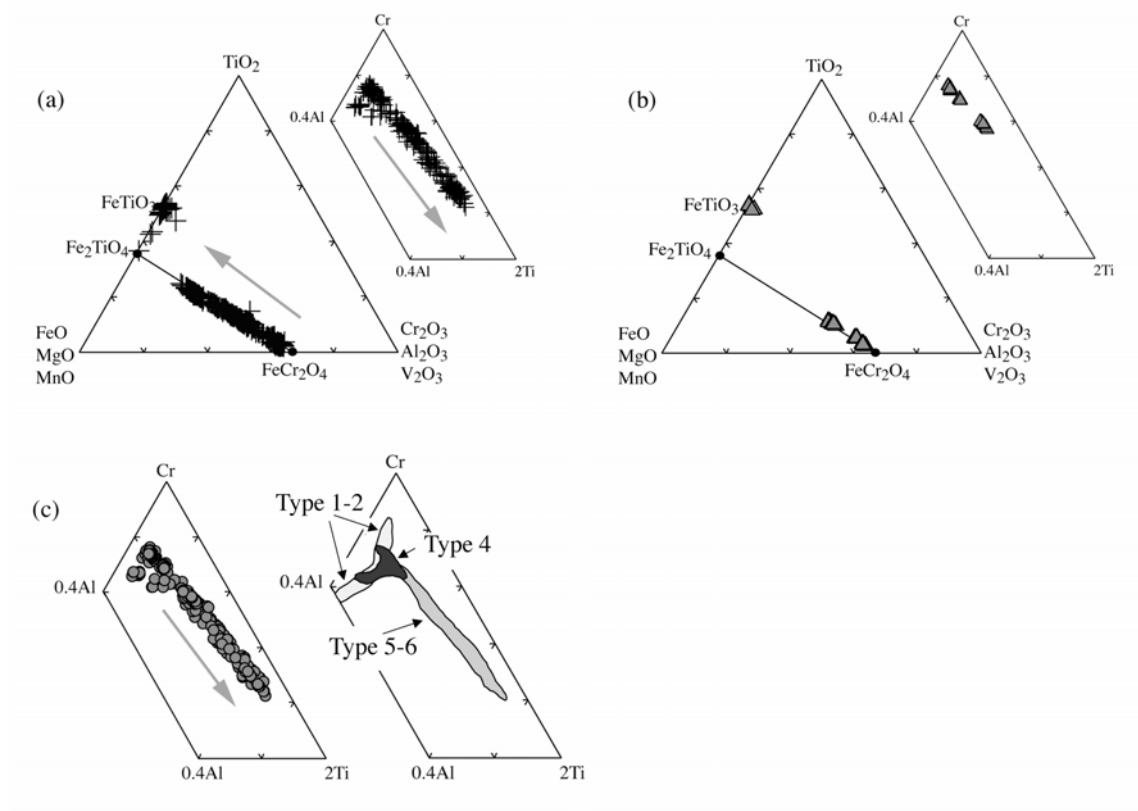 (a)
TiO2
FeTiO3
Fe2TiO4
FeO
MgO
MnO
FeCr2O4
Cr2O3
Al2O3
V2O3
Cr
0.4Al
0.4Al
2Ti
(b)
TiO2
FeTiO3
Fe2TiO4
FeO
MgO
MnO
FeCr2O4
Cr2O3
Al2O3
V2O3
Cr
0.4Al
0.4Al
2Ti
(c)
Cr
0.4Al
0.4Al
2Ti
Cr
Type 1-2
Type 4
0.4Al
Type 5-6
0.4Al
2Ti